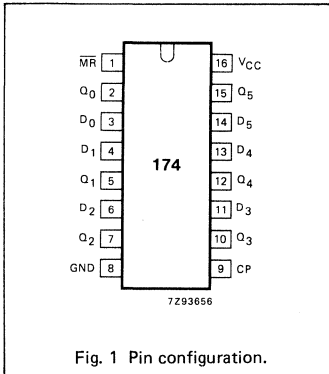 MR 1 16 VCC
Q0 2 15 Q5
D0 3 14 D5
D1 4 13 D4
174
Q1 5 12 Q4
D2 6 11 D3
Q2 7 10 Q3
GND 8 9 CP
7Z93656
Fig. 1 Pin configuration.